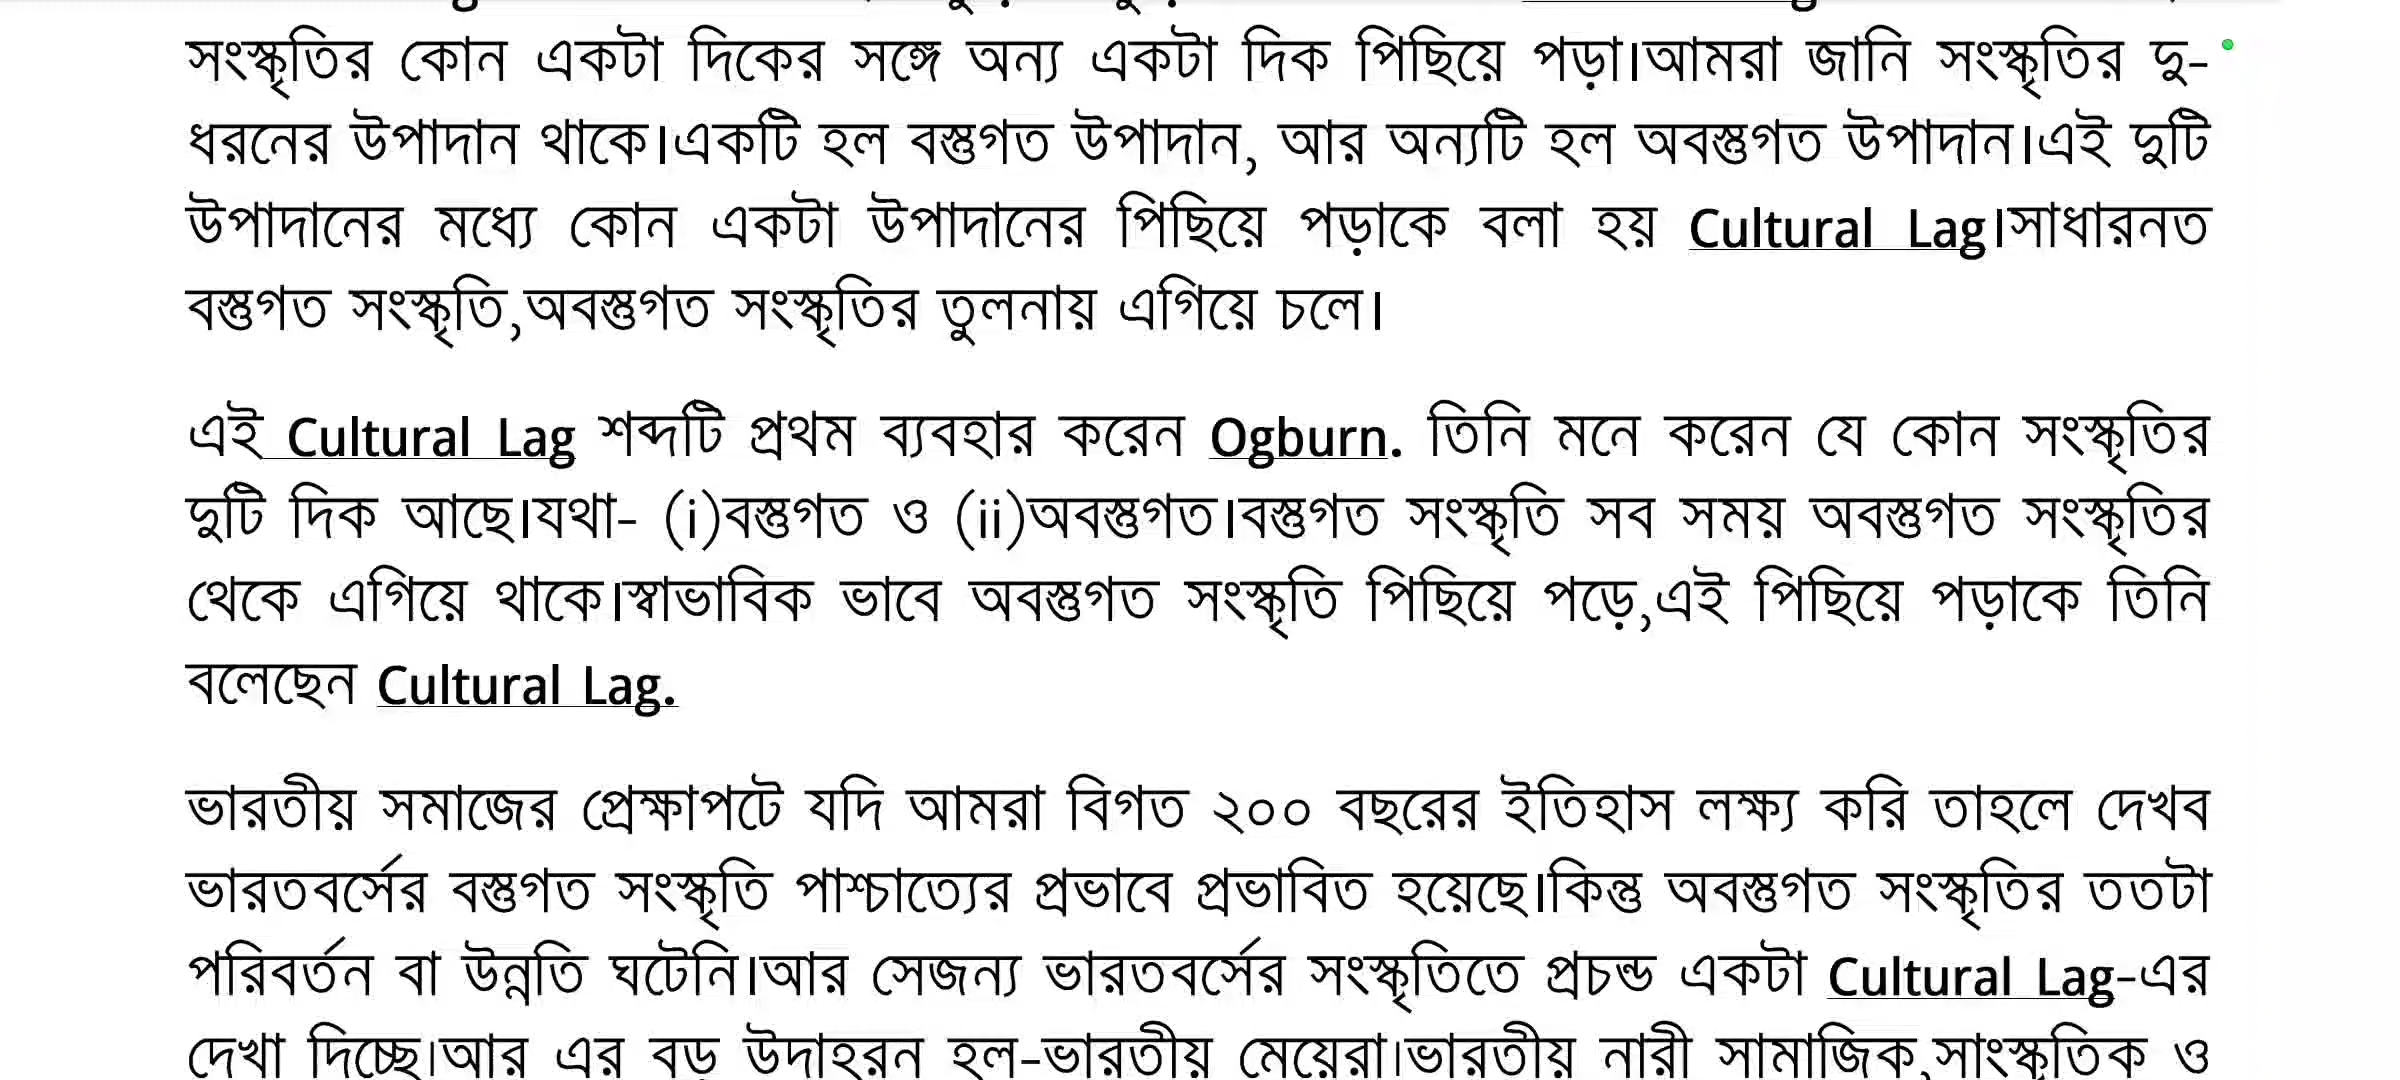 সংস্কৃতির কোন একটা দিকের সঙ্গে অন্য একটা দিক পিছিয়ে পড়া।আমরা জানি সংস্কৃতির দু-
ধরনের উপাদান থাকে।একটি হল বস্তুগত উপাদান, আর অন্যটি হল অবস্তুগত উপাদান।এই দুটি
উপাদানের মধ্যে কোন একটা উপাদানের পিছিয়ে পড়াকে বলা হয় Cultural Lag।সাধারনত
বস্তুগত সংস্কৃতি,অবস্তুগত সংস্কৃতির তুলনায় এগিয়ে চলে।
এই Cultural Lag শব্দটি প্রথম ব্যবহার করেন Ogburn. তিনি মনে করেন যে কোন সংস্কৃতির
দুটি দিক আছে।যথা- (i)বস্তুগত ও (ii)অবস্তুগত।বস্তুগত সংস্কৃতি সব সময় অবস্তুগত সংস্কৃতির
থেকে এগিয়ে থাকে।স্বাভাবিক ভাবে অবস্তুগত সংস্কৃতি পিছিয়ে পড়ে,এই পিছিয়ে পড়াকে তিনি
বলেছেন Cultural Lag.
ভারতীয় সমাজের প্রেক্ষাপটে যদি আমরা বিগত ২০০ বছরের ইতিহাস লক্ষ্য করি তাহলে দেখব
ভারতবর্সের বস্তুগত সংস্কৃতি পাশ্চাত্যের প্রভাবে প্রভাবিত হয়েছে।কিন্তু অবস্তুগত সংস্কৃতির ততটা
পরিবর্তন বা উন্নতি ঘটেনি।আর সেজন্য ভারতবর্সের সংস্কৃতিতে প্রচন্ড একটা Cultural Lag-এর
দেখা দিচ্ছে।আর এর বড় উদাহরন হল-ভারতীয় মেয়েরা।ভারতীয় নারী সামাজিক,সাংস্কৃতিক ও